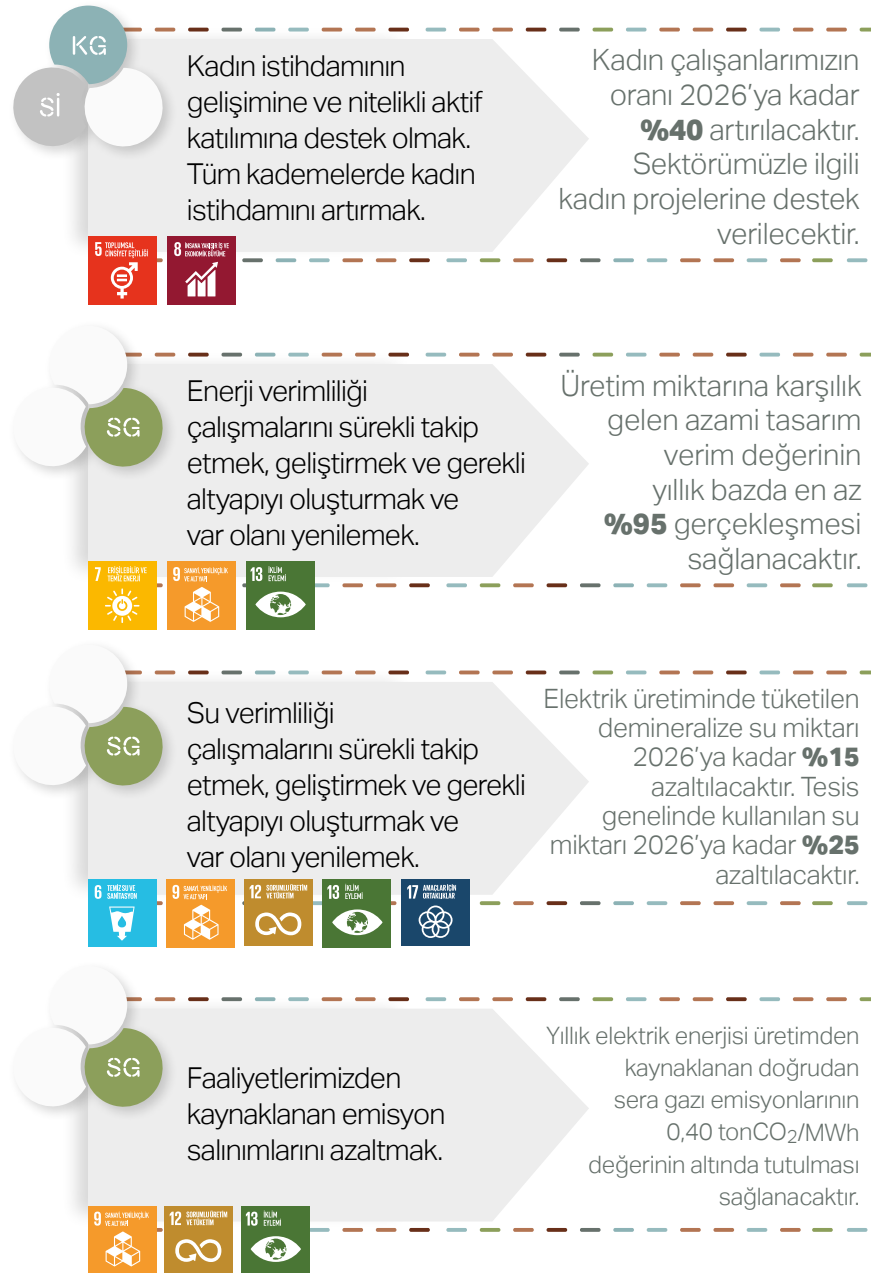 KG
Sİ
Kadın istihdamının
gelişimine ve nitelikli aktif
katılımına destek olmak.
Tüm kademelerde kadın
istihdamını artırmak.
Kadın çalışanlarımızın
oranı 2026’ya kadar
%40 artırılacaktır.
Sektörümüzle ilgili
kadın projelerine destek
verilecektir.
5 TOPLUMSAL
CİNSİYET EŞİTLİĞİ
8 İNSANA YAKIŞIR İŞ VE
EKONOMİK BÜYÜME
SG
Enerji verimliliği
çalışmalarını sürekli takip
etmek, geliştirmek ve gerekli
altyapıyı oluşturmak ve
var olanı yenilemek.
Üretim miktarına karşılık
gelen azami tasarım
verim değerinin
yıllık bazda en az
%95 gerçekleşmesi
sağlanacaktır.
7 ERİŞİLEBİLİR VE
TEMİZ ENERJİ
9 SANAYİ, YENİLİKÇİLİK
VE ALT YAPI
13 İKLİM
EYLEMİ
SG
Su verimliliği
çalışmalarını sürekli takip
etmek, geliştirmek ve gerekli
altyapıyı oluşturmak ve
var olanı yenilemek.
Elektrik üretiminde tüketilen
demineralize su miktarı
2026’ya kadar %15
azaltılacaktır. Tesis
genelinde kullanılan su
miktarı 2026’ya kadar %25
azaltılacaktır.
6 TEMİZ SU VE
SANİTASYON
9 SANAYİ, YENİLİKÇİLİK
VE ALT YAPI
12 SORUMLU ÜRETİM
VE TÜKETİM
13 İKLİM
EYLEMİ
17 AMAÇLAR İÇİN
ORTAKLIKLAR
SG
Faaliyetlerimizden
kaynaklanan emisyon
salınımlarını azaltmak.
Yıllık elektrik enerjisi üretimden
kaynaklanan doğrudan
sera gazı emisyonlarının
0,40 tonCO2/MWh
değerinin altında tutulması
sağlanacaktır.
9 SANAYİ, YENİLİKÇİLİK
VE ALT YAPI
12 SORUMLU ÜRETİM
VE TÜKETİM
13 İKLİM
EYLEMİ